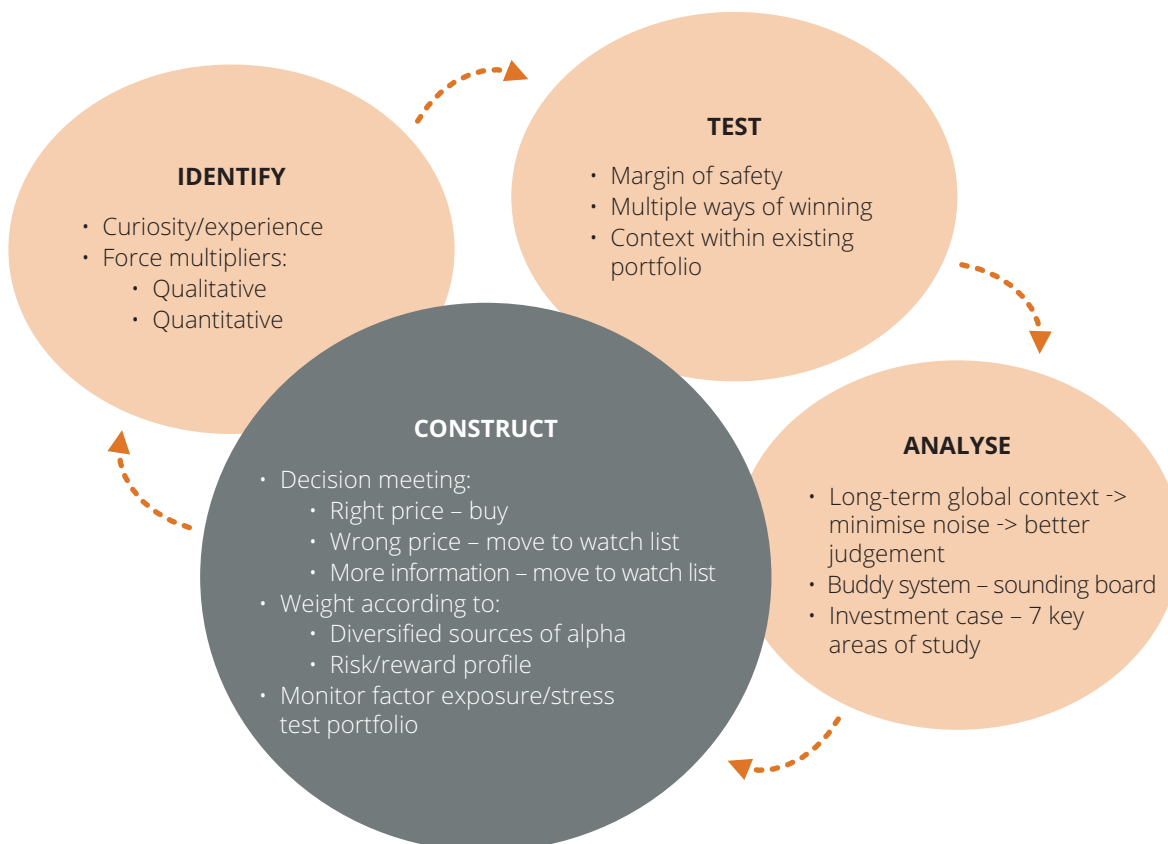 IDENTIFY
• Curiosity/experience
• Force multipliers:
• Qualitative
• Quantitative
TEST
• Margin of safety
• Multiple ways of winning
• Context within existing
portfolio
ANALYSE
• Long-term global context ->
minimise noise -> better
judgement
• Buddy system – sounding board
• Investment case – 7 key
areas of study
CONSTRUCT
• Decision meeting:
• Right price – buy
• Wrong price – move to watch list
• More information – move to watch list
• Weight according to:
• Diversified sources of alpha
• Risk/reward profile
• Monitor factor exposure/stress
test portfolio